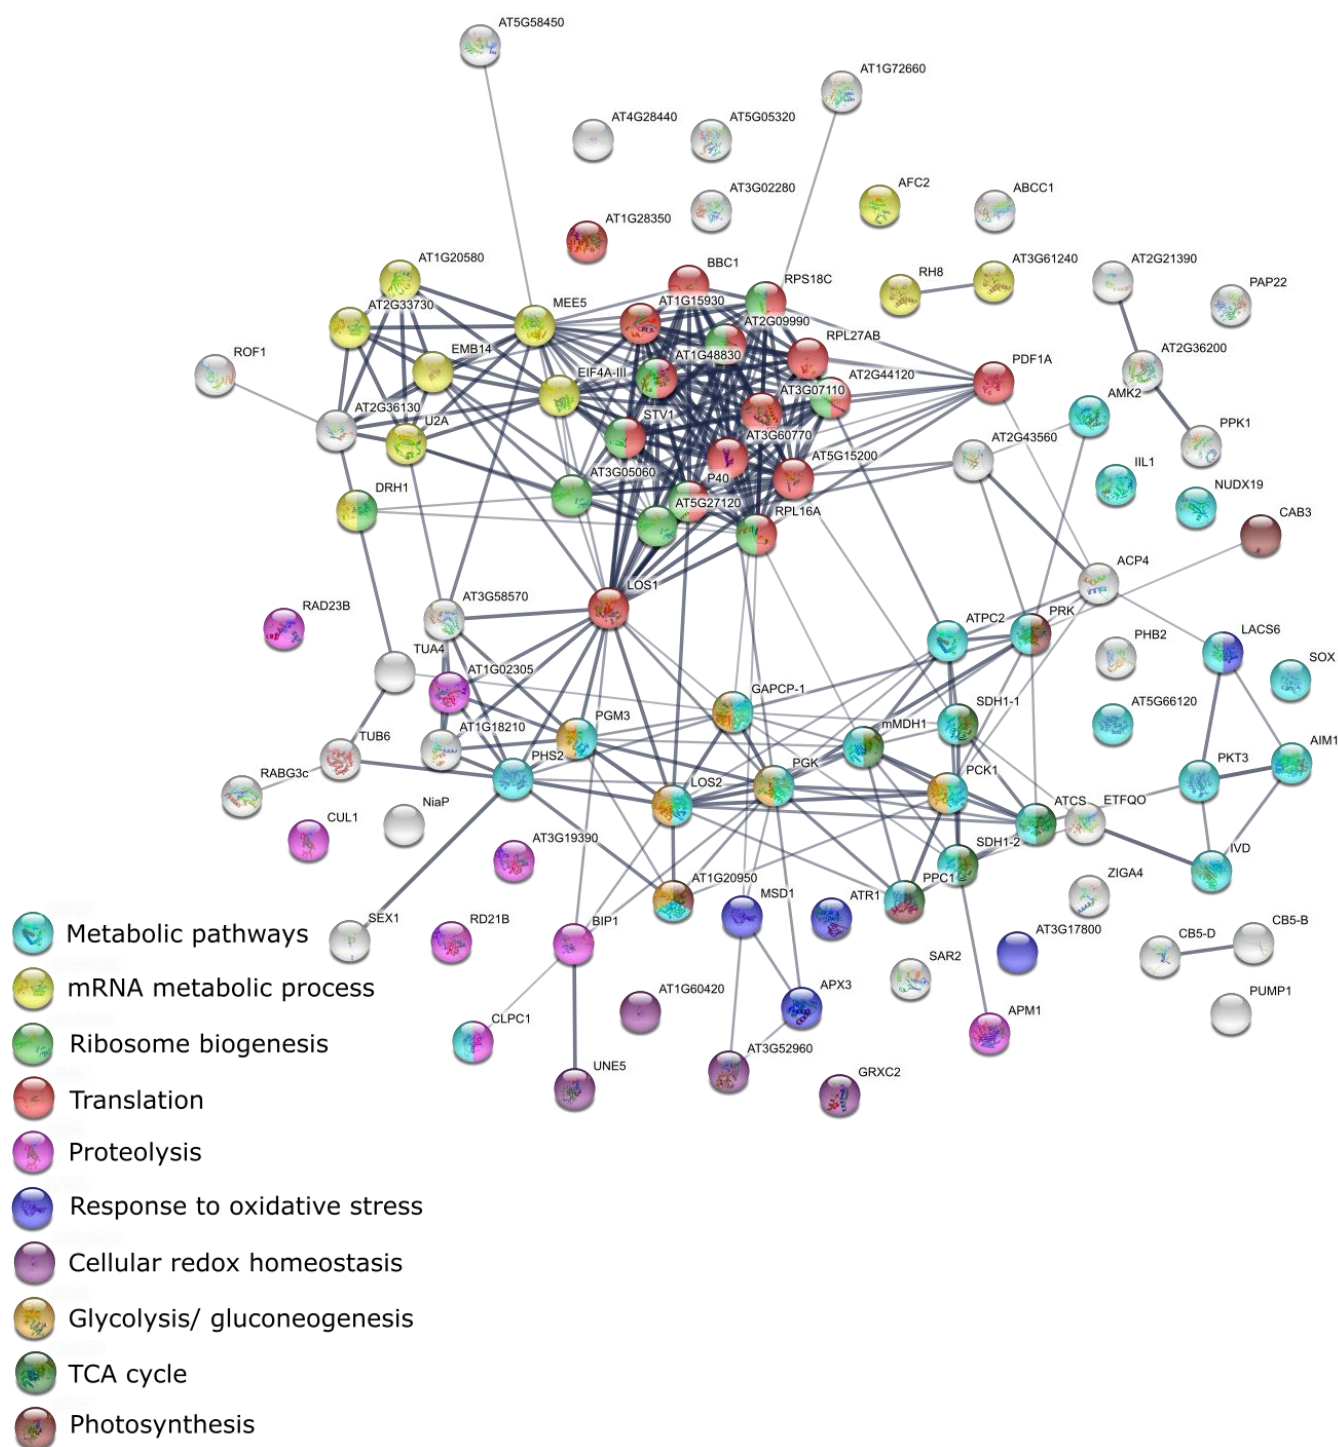 AT5G58450
AT1G72660
AT4G28440
AT5G05320
AT3G02280
AFC2
ABCC1
AT1G28350
AT1G20580
BBC1
RPS18C
RH8
AT3G61240
AT2G21390
PAP22
AT2G33730
MEE5
AT1G15930
AT2G09990
RPL27AB
ROF1
EMB14
EIF4A-III
AT1G48830
AT3G07110
AT2G44120
PDF1A
AMK2
AT2G36200
AT2G36130
U2A
STV1
AT3G60770
AT5G15200
AT2G43560
PPK1
DRH1
AT3G05060
P40
AT5G27120
RPL16A
IIL1
NUDX19
CAB3
LOS1
ACP4
RAD23B
AT3G58570
ATPC2
PRK
PHB2
LACS6
SOX
TUA4
AT1G02305
GAPCP-1
SDH1-1
AT5G66120
TUB6
AT1G18210
PGM3
mMDH1
PKT3
AIM1
RABG3c
NiaP
PHS2
LOS2
PGK
PCK1
ATCS
ETFQO
CUL1
AT3G19390
SDH1-2
IVD
AT1G20950
MSD1
ATR1
PPC1
ZIGA4
SEX1
RD21B
BIP1
SAR2
AT3G17800
CB5-D
CB5-B
CLPC1
AT1G60420
APX3
APM1
PUMP1
UNE5
AT3G52960
GRXC2
Metabolic pathways
mRNA metabolic process
Ribosome biogenesis
Translation
Proteolysis
Response to oxidative stress
Cellular redox homeostasis
Glycolysis/ gluconeogenesis
TCA cycle
Photosynthesis